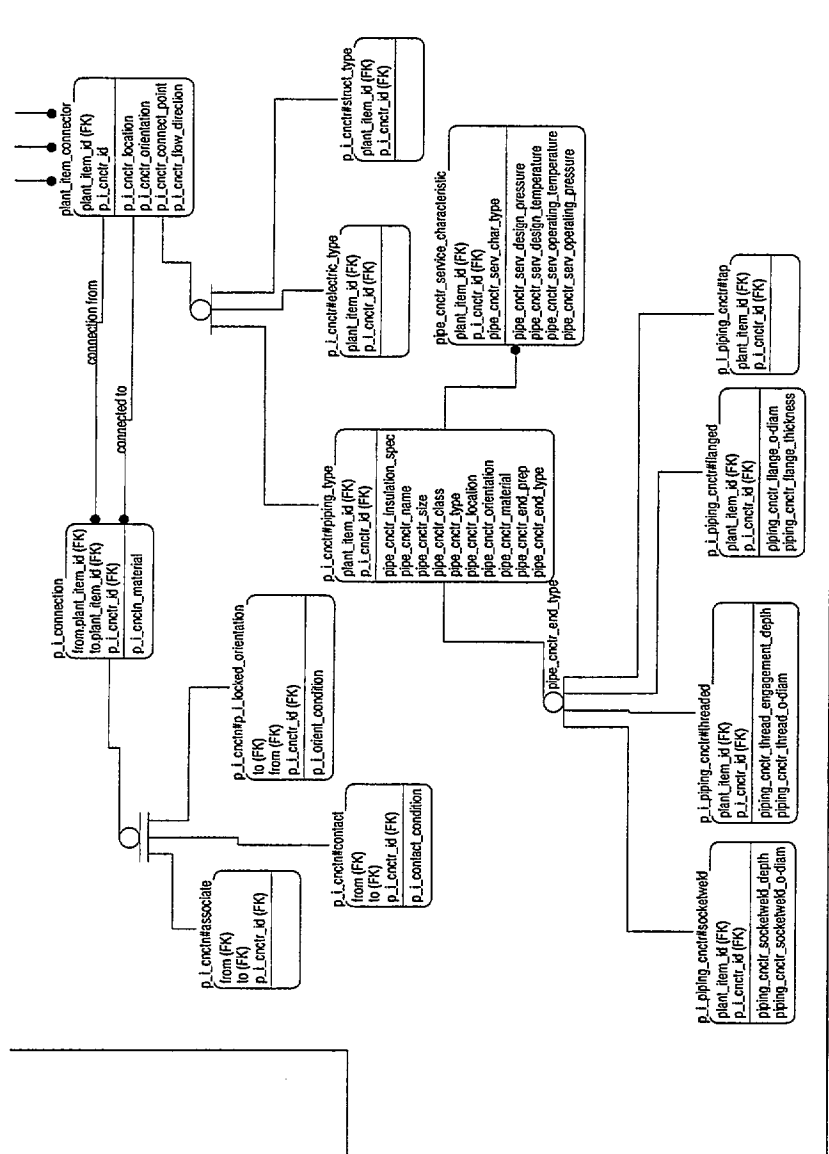 plant_item_connector
plant_item_id (FK)
p_i_cnctr_id
p_i_cnctr_location
p_i_cnctr_orientation
p_i_cnctr_connect_point
p_i_cnctr_flow_direction
connection from
connected to
p_i_connection
from.plant_item_id (FK)
to.plant_item_id (FK)
p_i_cnctr_id (FK)
p_i_cnctn_material
p_i_cnctn#associate
from (FK)
to (FK)
p_i_cnctr_id (FK)
p_i_cnctn#contact
from (FK)
to (FK)
p_i_cnctr_id (FK)
p_i_contact_condition
p_i_cnctn#p_i_locked_orientation
to (FK)
from (FK)
p_i_cnctr_id (FK)
p_i_orient_condition
p_i_cnctr#piping_type
plant_item_id (FK)
p_i_cnctr_id (FK)
pipe_cnctr_insulation_spec
pipe_cnctr_name
pipe_cnctr_size
pipe_cnctr_class
pipe_cnctr_type
pipe_cnctr_location
pipe_cnctr_orientation
pipe_cnctr_material
pipe_cnctr_end_prep
pipe_cnctr_end_type
p_i_cnctr#electric_type
plant_item_id (FK)
p_i_cnctr_id (FK)
p_i_cnctr#struct_type
plant_item_id (FK)
p_i_cnctr_id (FK)
pipe_cnctr_service_characteristic
plant_item_id (FK)
p_i_cnctr_id (FK)
pipe_cnctr_serv_char_type
pipe_cnctr_serv_design_pressure
pipe_cnctr_serv_design_temperature
pipe_cnctr_serv_operating_temperature
pipe_cnctr_serv_operating_pressure
pipe_cnctr_end_type
p_i_piping_cnctr#socketweld
plant_item_id (FK)
p_i_cnctr_id (FK)
piping_cnctr_socketweld_depth
piping_cnctr_socketweld_o-diam
p_i_piping_cnctr#threaded
plant_item_id (FK)
p_i_cnctr_id (FK)
piping_cnctr_thread_engagement_depth
piping_cnctr_thread_o-diam
p_i_piping_cnctr#flanged
plant_item_id (FK)
p_i_cnctr_id (FK)
piping_cnctr_flange_o-diam
piping_cnctr_flange_thickness
p_i_piping_cnctr#tap
plant_item_id (FK)
p_i_cnctr_id (FK)